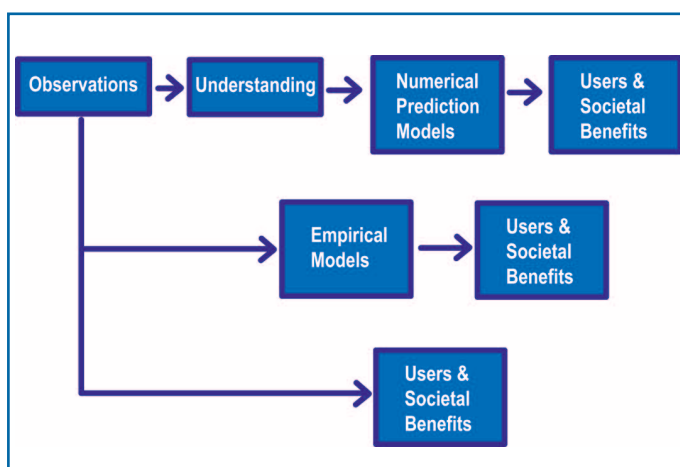 Observations
Understanding
Numerical
Prediction
Models
Users &
Societal
Benefits
Empirical
Models
Users &
Societal
Benefits
Users &
Societal
Benefits